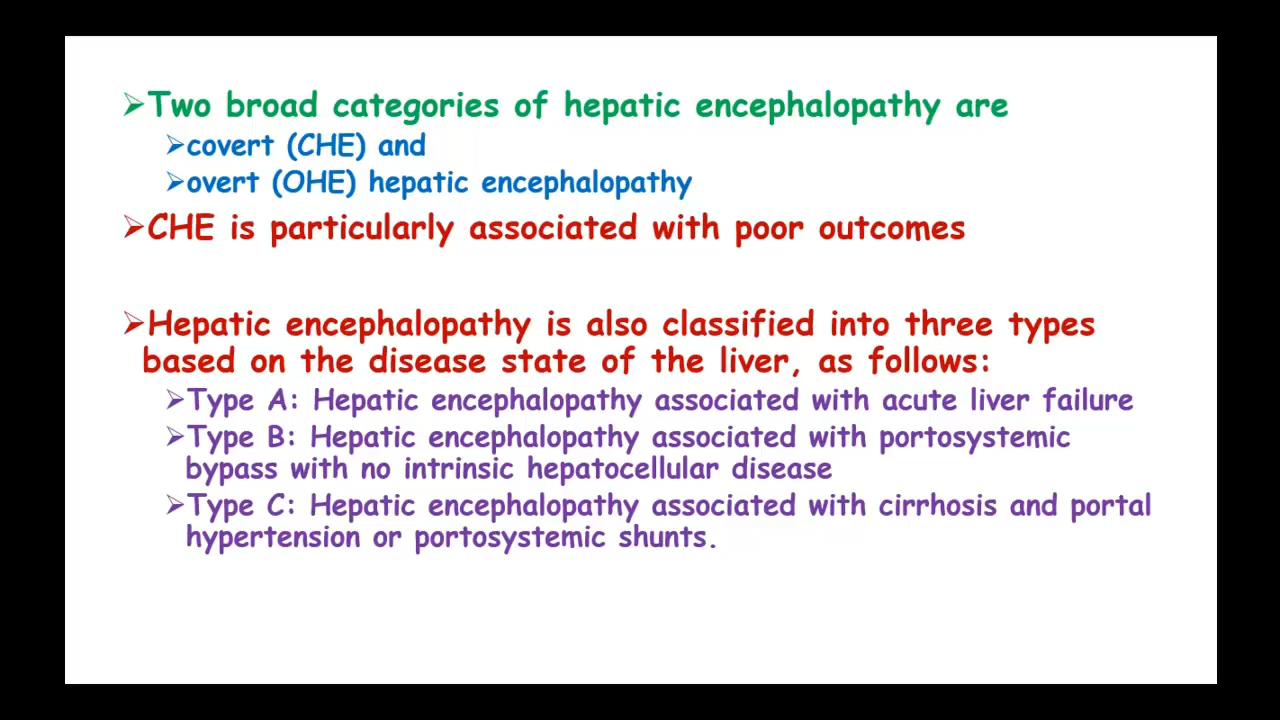 ➢Two broad categories of hepatic encephalopathy are
➢covert (CHE) and
➢overt (OHE) hepatic encephalopathy
➢CHE is particularly associated with poor outcomes
➢Hepatic encephalopathy is also classified into three types
based on the disease state of the liver, as follows:
➢Type A: Hepatic encephalopathy associated with acute liver failure
➢Type B: Hepatic encephalopathy associated with portosystemic
bypass with no intrinsic hepatocellular disease
➢Type C: Hepatic encephalopathy associated with cirrhosis and portal
hypertension or portosystemic shunts.